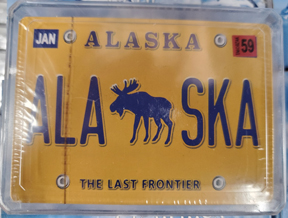 JAN ALASKA 59
ALA SKA
THE LAST FRONTIER